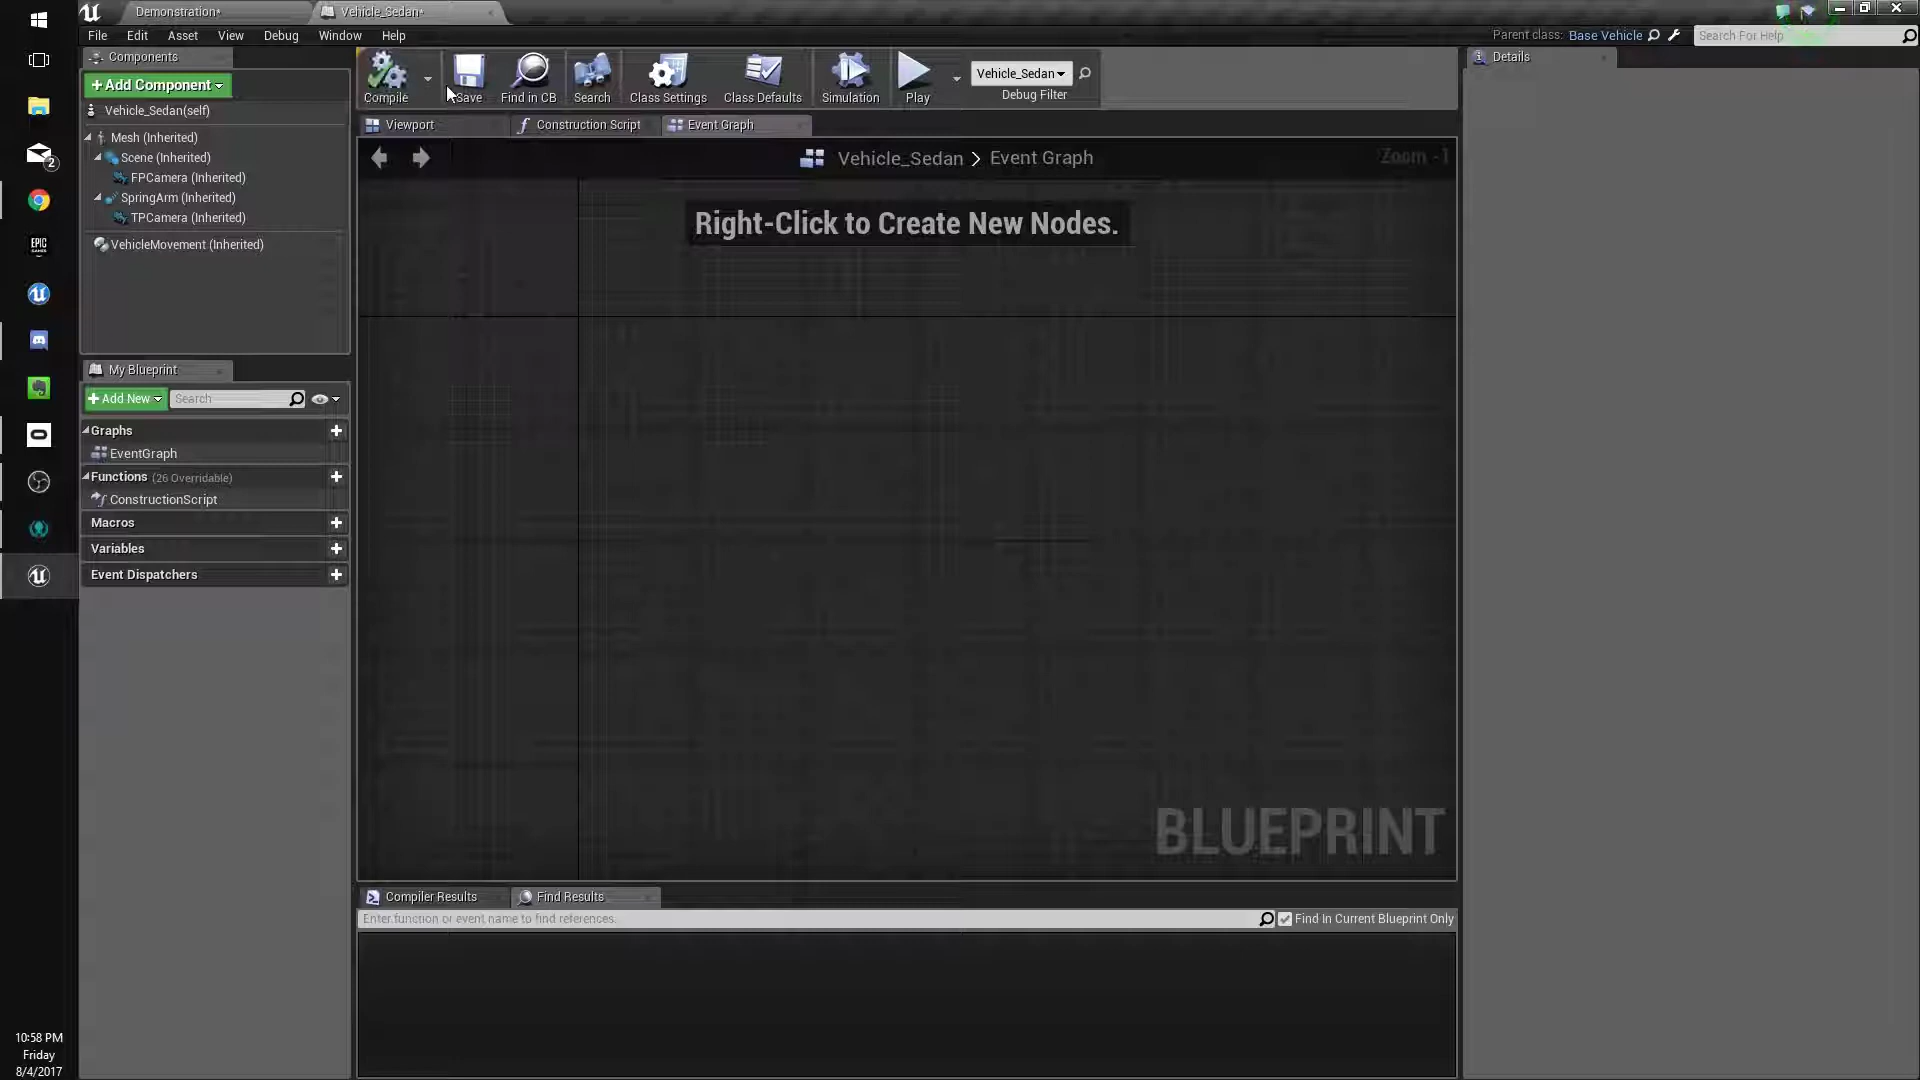 Demonstration*
Vehicle_Sedan*
File Edit Asset View Debug Window Help
Parent class: Base Vehicle
Search For Help
Components
+Add Component
Vehicle_Sedan(self)
Mesh (Inherited)
Scene (Inherited)
FPCamera (Inherited)
SpringArm (Inherited)
TPCamera (Inherited)
VehicleMovement (Inherited)
Compile
Save
Find in CB
Search
Class Settings
Class Defaults
Simulation
Play
Vehicle_Sedan
Debug Filter
Details
Viewport
Construction Script
Event Graph
Vehicle_Sedan > Event Graph
Zoom -1
Right-Click to Create New Nodes.
BLUEPRINT
My Blueprint
+Add New
Search
Graphs
EventGraph
Functions (26 Overridable)
ConstructionScript
Macros
Variables
Event Dispatchers
Compiler Results
Find Results
Enter function or event name to find references.
Find In Current Blueprint Only
2
EPIC
GAMES
10:58 PM
Friday
8/4/2017